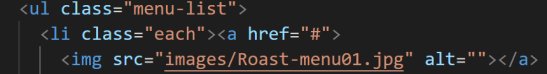 <ul class="menu-list">
<li class="each"><a href="#">
<img src="images/Roast-menu01.jpg" alt=""></a>